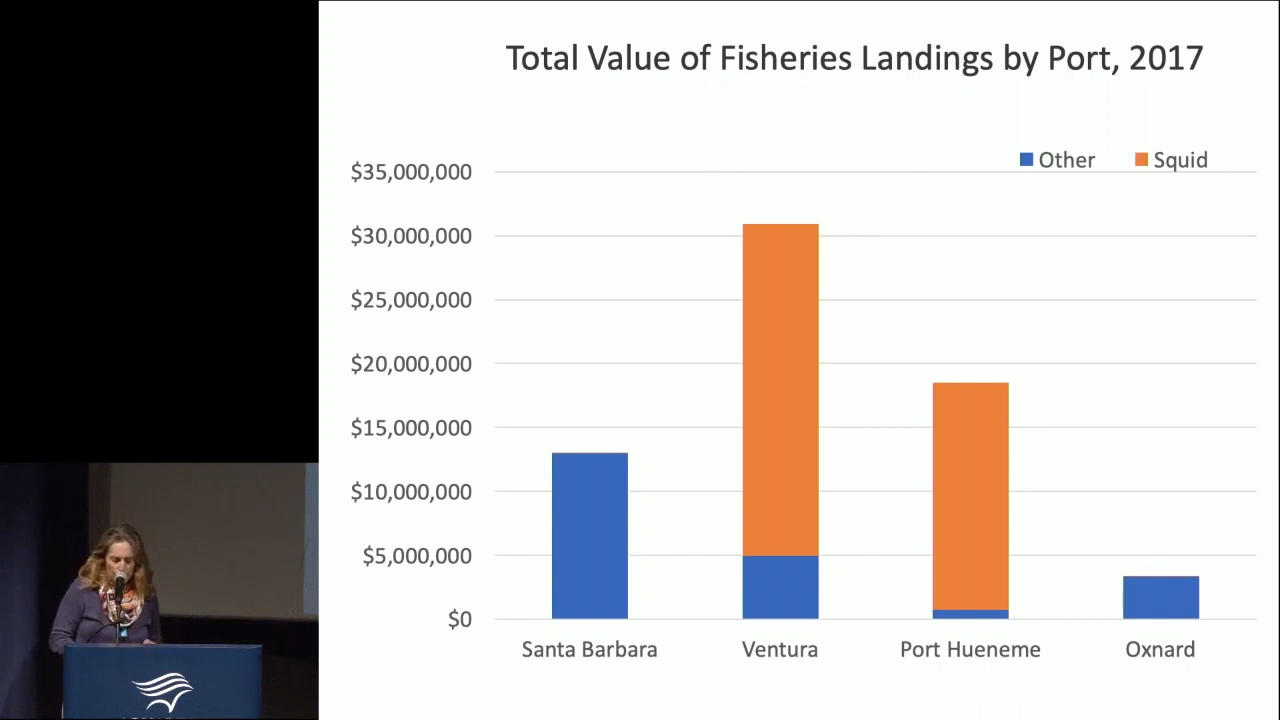 Total Value of Fisheries Landings by Port, 2017
Other Squid
$35,000,000
$30,000,000
$25,000,000
$20,000,000
$15,000,000
$10,000,000
$5,000,000
$0
Santa Barbara Ventura Port Hueneme Oxnard